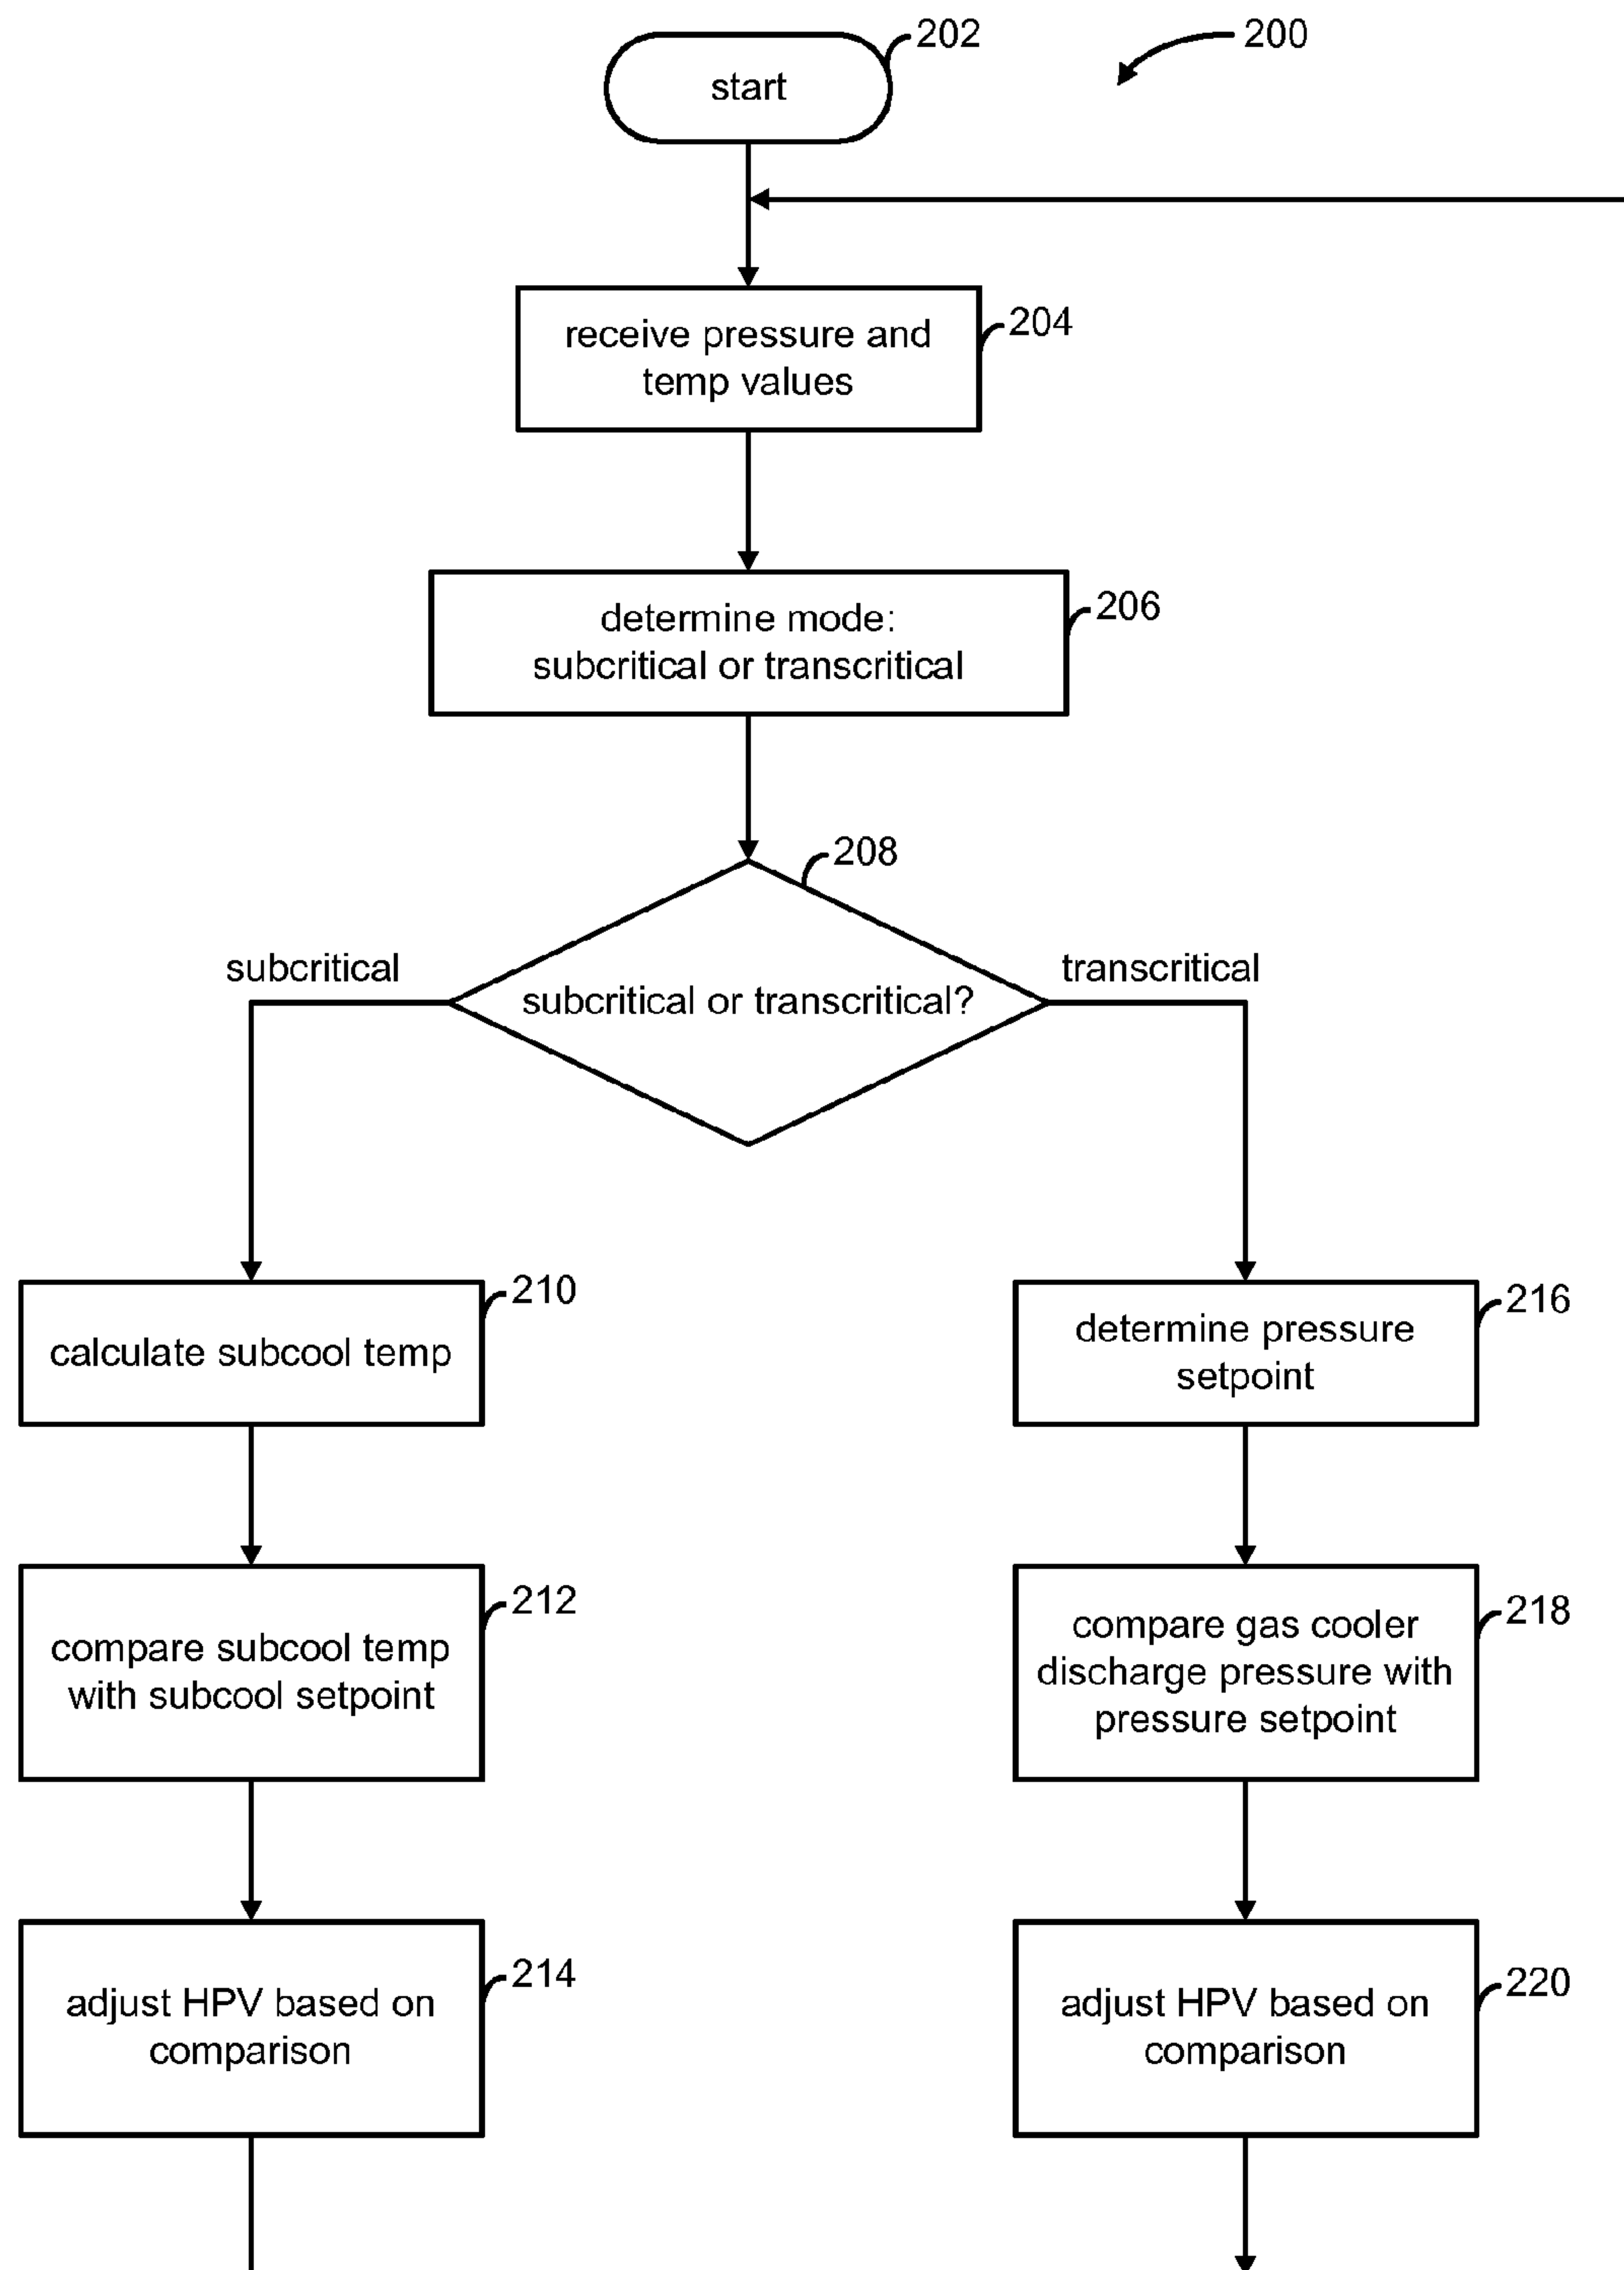 202
200
start
receive pressure and
temp values
204
determine mode:
subcritical or transcritical
206
208
subcritical
transcritical
subcritical or transcritical?
210
calculate subcool temp
216
determine pressure
setpoint
212
compare subcool temp
with subcool setpoint
218
compare gas cooler
discharge pressure with
pressure setpoint
214
adjust HPV based on
comparison
220
adjust HPV based on
comparison